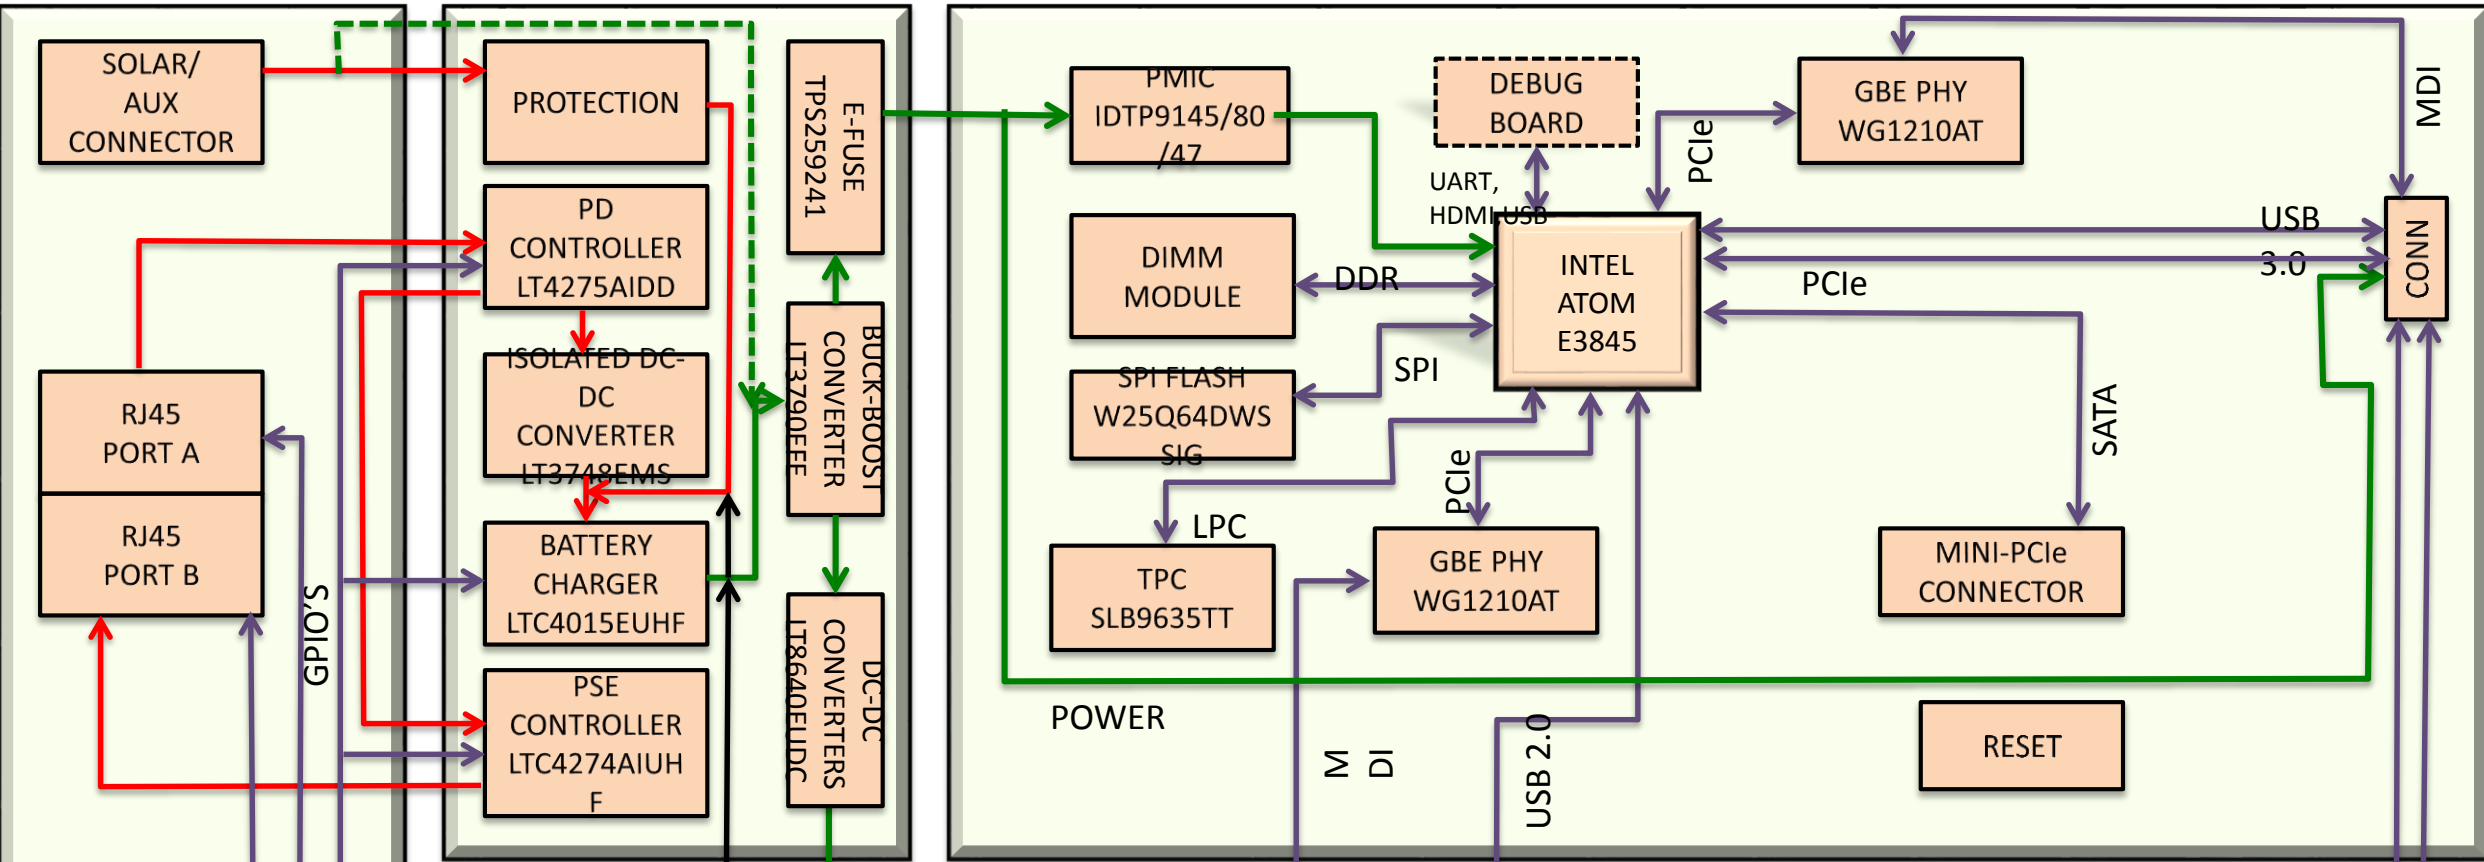 SOLAR/
AUX
CONNECTOR
RJ45
PORT A
RJ45
PORT B
GPIO'S
PROTECTION
PD
CONTROLLER
LT4275AIDD
ISOLATED DC-
DC
CONVERTER
LT3748EMS
BATTERY
CHARGER
LTC4015EUHF
PSE
CONTROLLER
LTC4274AIUH
F
E-FUSE
TPS259241
BUCK-BOOST
CONVERTER
LT3790EFE
DC-DC
CONVERTERS
LT8640EUDC
PMIC
IDTP9145/80
/47
DEBUG
BOARD
UART,
HDMI,USB
PCIe
GBE PHY
WG1210AT
MDI
DIMM
MODULE
DDR
INTEL
ATOM
E3845
USB
3.0
PCIe
CONN
SPI FLASH
W25Q64DWS
SIG
SPI
SATA
PCIe
LPC
TPC
SLB9635TT
GBE PHY
WG1210AT
MINI-PCIe
CONNECTOR
POWER
M
DI
USB 2.0
RESET